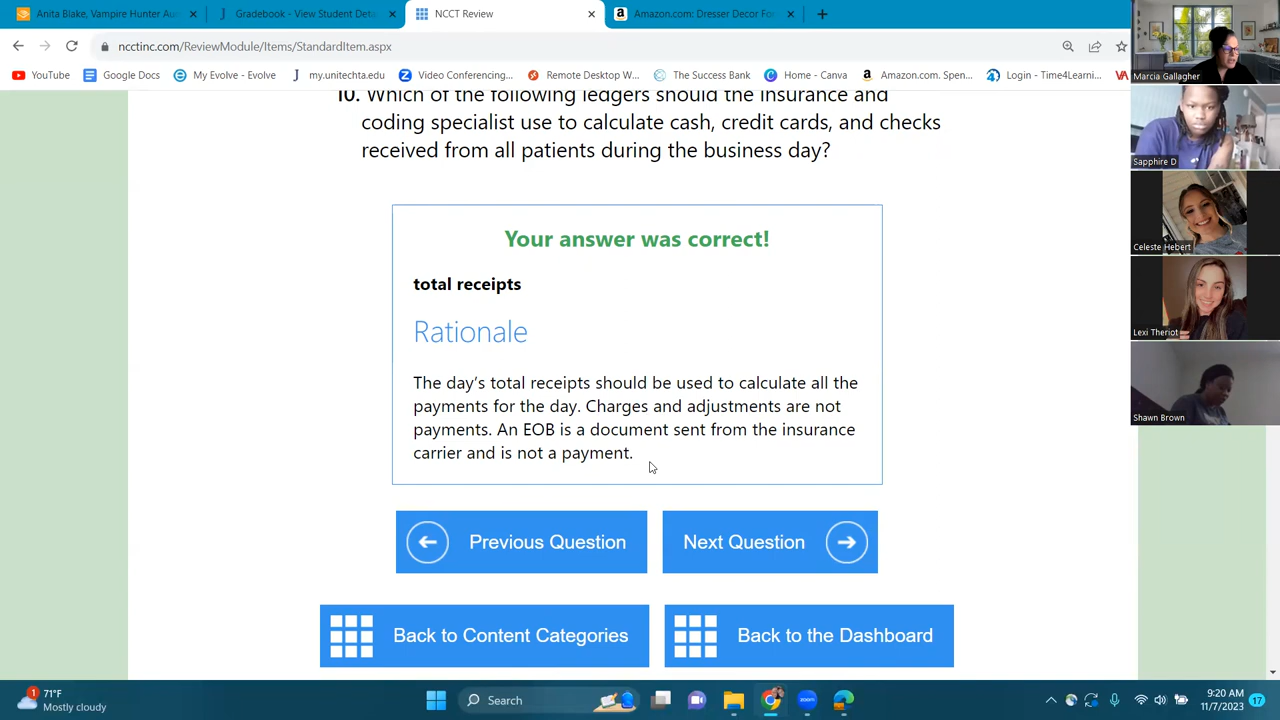 Anita Blake, Vampire Hunter Au
Gradebook - View Student Deta
NCCT Review
Amazon.com: Dresser Decor Fo
ncctinc.com/ReviewModule/Items/StandardItem.aspx
YouTube
Google Docs
My Evolve - Evolve
my.unitechta.edu
Video Conferencing...
Remote Desktop W...
The Success Bank
Home - Canva
Amazon.com. Spen...
Login - Time4Learni...
VA
10. Which of the following ledgers should the insurance and
coding specialist use to calculate cash, credit cards, and checks
received from all patients during the business day?
Your answer was correct!
total receipts
Rationale
The day's total receipts should be used to calculate all the
payments for the day. Charges and adjustments are not
payments. An EOB is a document sent from the insurance
carrier and is not a payment.
Previous Question
Next Question
Back to Content Categories
Back to the Dashboard
Marcia Gallagher
Sapphire D
Celeste Hebert
Lexi Theriot
Shawn Brown
1
71°F
Mostly cloudy
Search
zoom
9:20 AM
11/7/2023
17